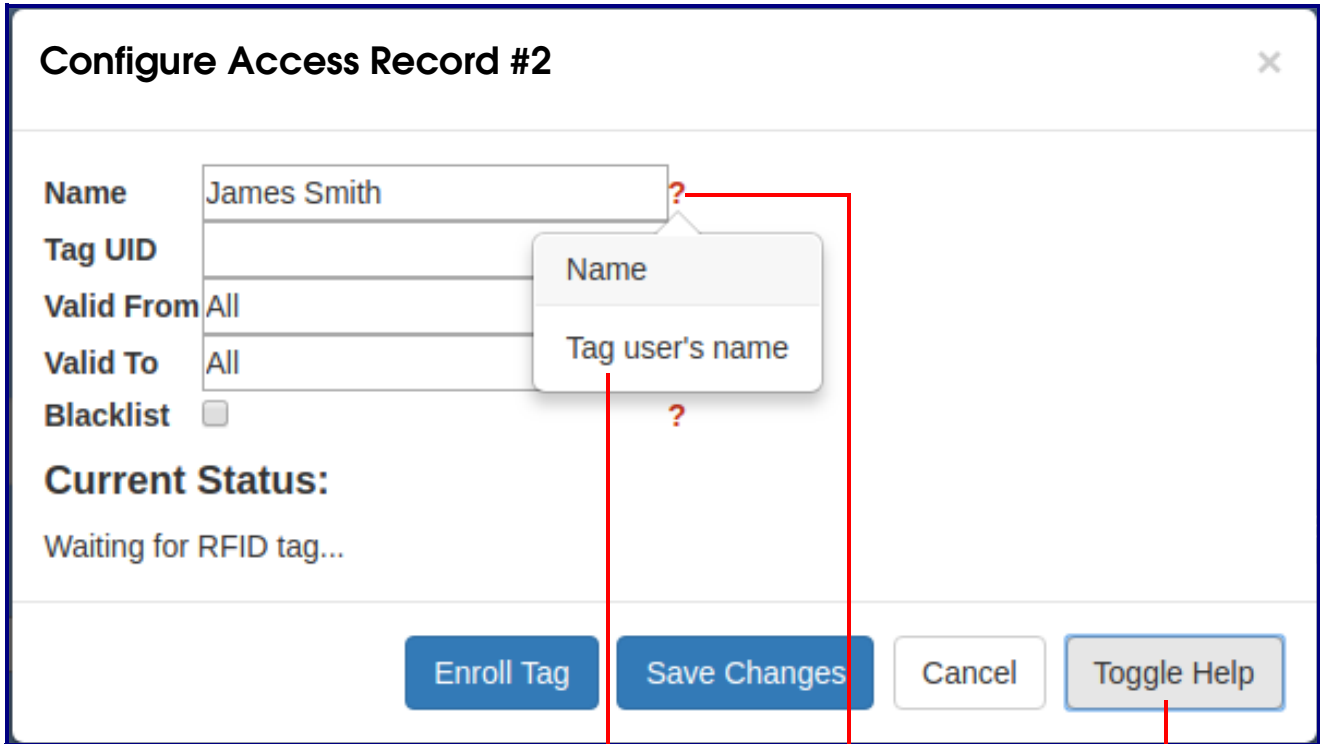 Configure Access Record #2 ×
Name James Smith ?
Tag UID
Name
Valid From All
Tag user's name
Valid To All
Blacklist ?
Current Status:
Waiting for RFID tag...
Enroll Tag Save Changes Cancel Toggle Help